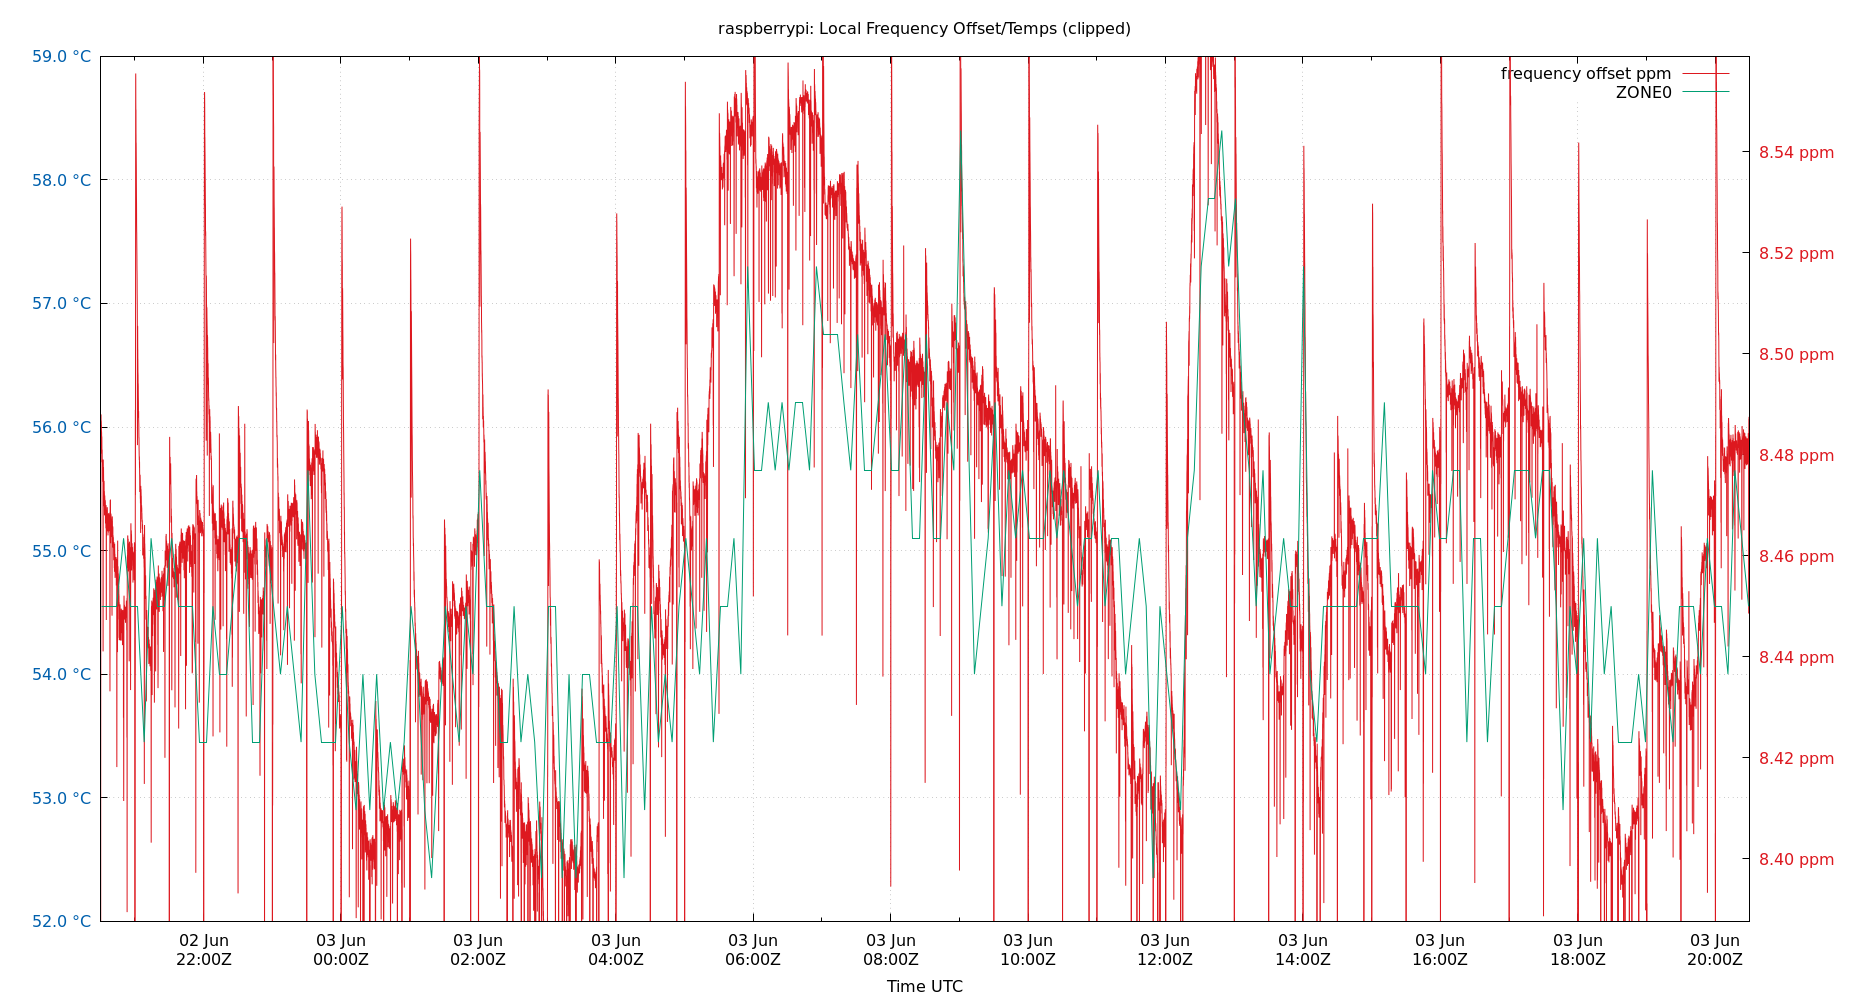 raspberrypi: Local Frequency Offset/Temps (clipped)
59.0 °C
58.0 °C
57.0 °C
56.0 °C
55.0 °C
54.0 °C
53.0 °C
52.0 °C
frequency offset ppm
ZONE0
8.54 ppm
8.52 ppm
8.50 ppm
8.48 ppm
8.46 ppm
8.44 ppm
8.42 ppm
8.40 ppm
02 Jun 03 Jun 03 Jun 03 Jun 03 Jun 03 Jun 03 Jun 03 Jun 03 Jun 03 Jun 03 Jun 03 Jun
22:00Z 00:00Z 02:00Z 04:00Z 06:00Z 08:00Z 10:00Z 12:00Z 14:00Z 16:00Z 18:00Z 20:00Z
Time UTC